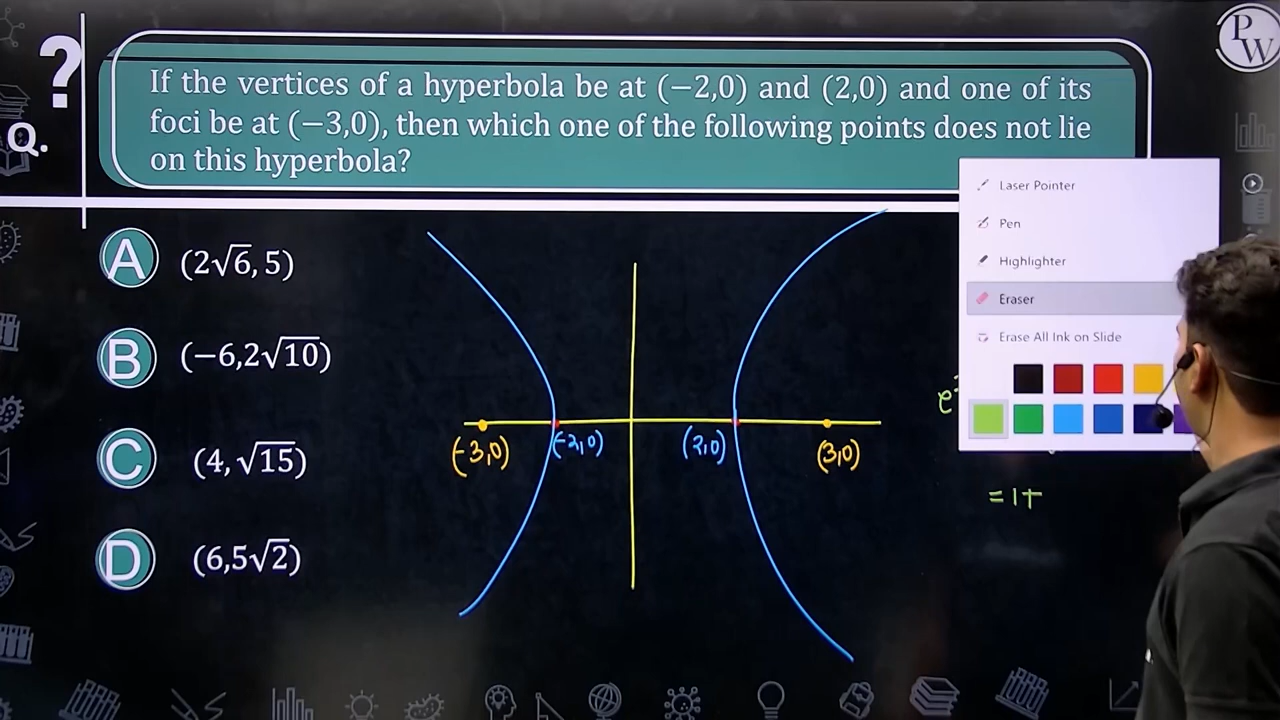 PW
?
Q.
If the vertices of a hyperbola be at (−2,0) and (2,0) and one of its
foci be at (−3,0), then which one of the following points does not lie
on this hyperbola?
A (2√6, 5)
B (−6,2√10)
C (4, √15)
D (6,5√2)
(-3,0)
(-2,0)
(2,0)
(3,0)
= 1+
Laser Pointer
Pen
Highlighter
Eraser
Erase All Ink on Slide